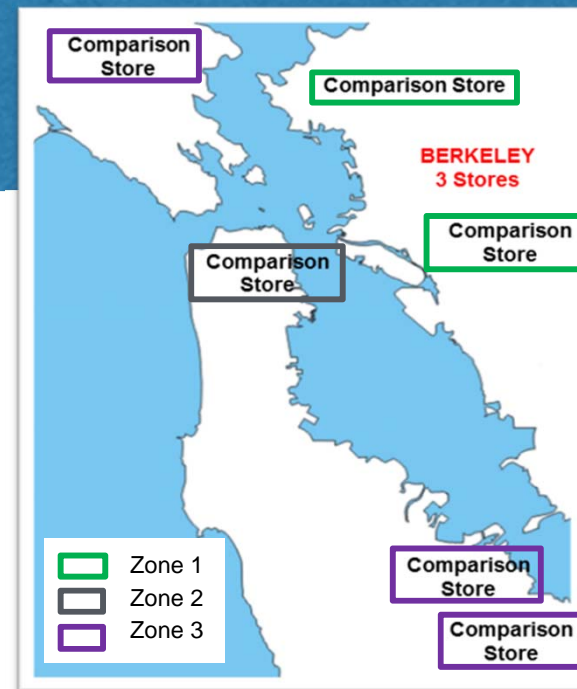 Comparison
Store
Comparison Store
BERKELEY
3 Stores
Comparison
Store
Comparison
Store
Comparison
Store
Comparison
Store
Zone 1
Zone 2
Zone 3